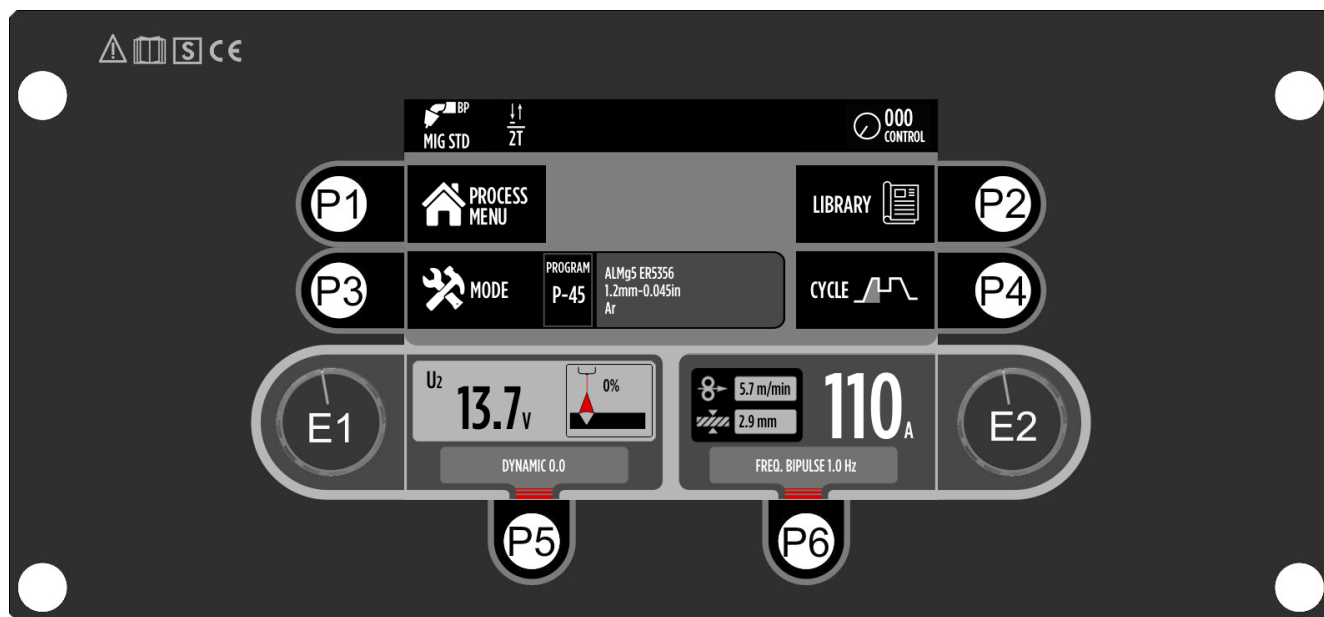 S CE
BP
MIG STD
2T
000
CONTROL
P1
PROCESS
MENU
LIBRARY
P2
P3
MODE
PROGRAM
P-45
ALMg5 ER5356
1.2mm-0.045in
Ar
CYCLE
P4
E1
U2
13.7V
0%
DYNAMIC 0.0
5.7 m/min
2.9 mm
110A
FREQ. BIPULSE 1.0 Hz
E2
P5
P6